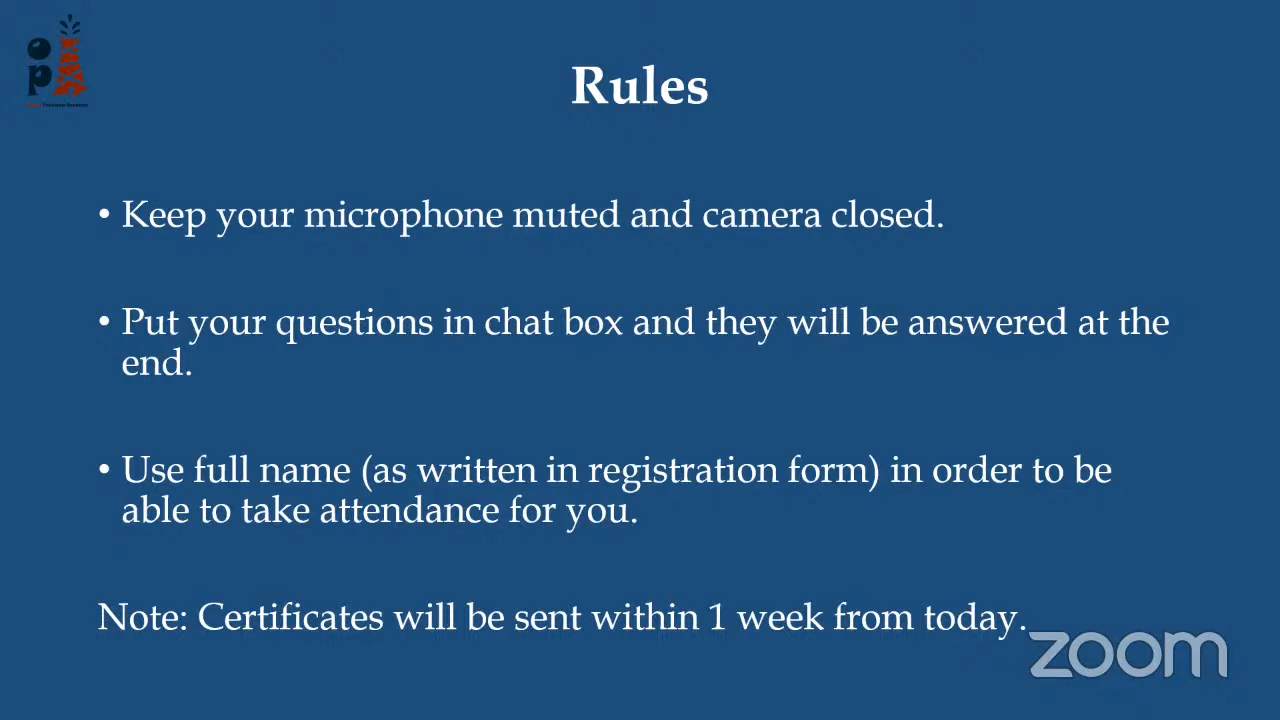 Rules
• Keep your microphone muted and camera closed.
• Put your questions in chat box and they will be answered at the
end.
• Use full name (as written in registration form) in order to be
able to take attendance for you.
Note: Certificates will be sent within 1 week from today.
zoom